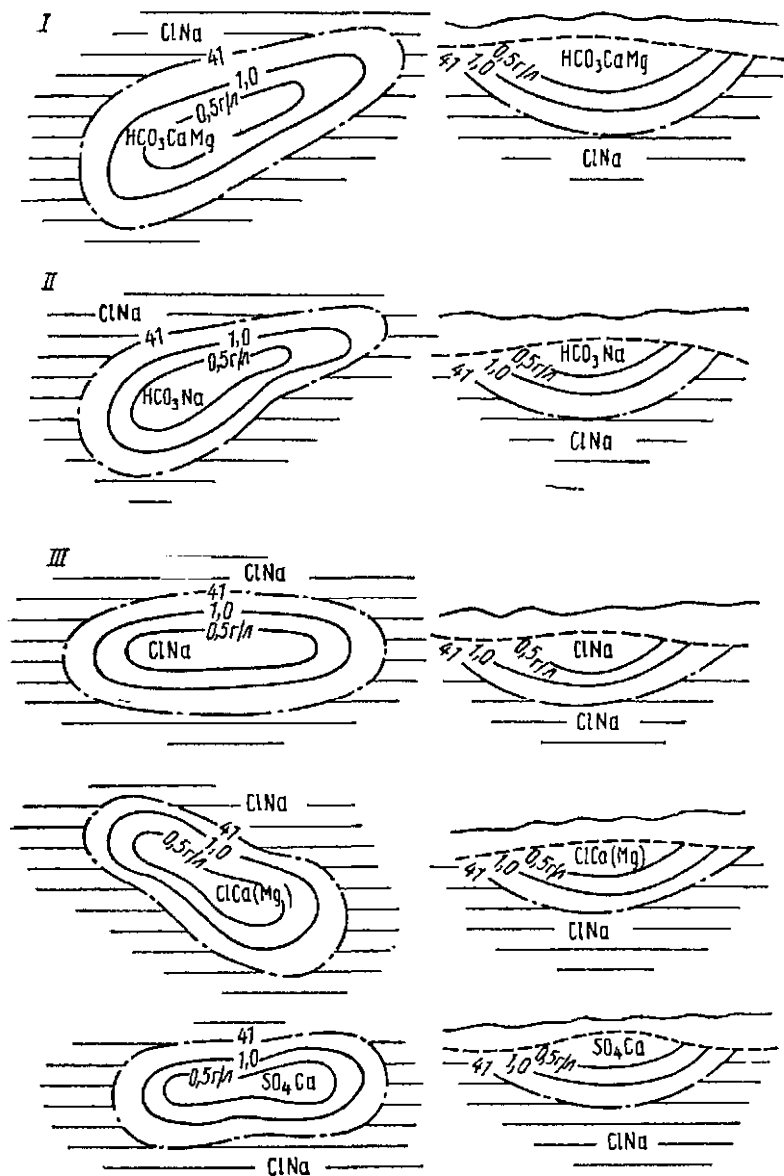 I
ClNa
41
1,0
0,5г/л
HCO₃CaMg
41
1,0
0,5г/л
HCO₃CaMg
ClNa
II
ClNa
41
1,0
0,5г/л
HCO₃Na
41
1,0
0,5г/л
HCO₃Na
ClNa
III
ClNa
41
1,0
0,5г/л
ClNa
41
1,0
0,5г/л
ClNa
ClNa
ClNa
41
1,0
0,5г/л
ClCa(Mg)
41
1,0
0,5г/л
ClCa(Mg)
ClNa
41
1,0
0,5г/л
SO₄Ca
ClNa
41
1,0
0,5г/л
SO₄Ca
ClNa